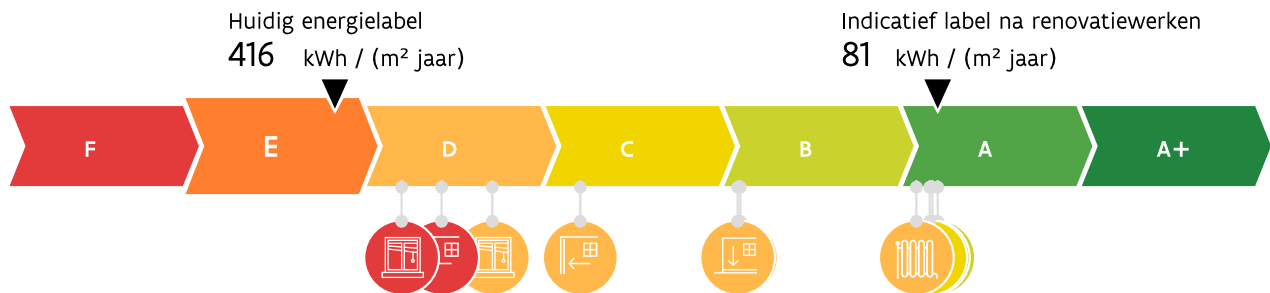 Huidig energielabel
416 kWh / (m² jaar)
Indicatief label na renovatiewerken
81 kWh / (m² jaar)
F E D C B A A+